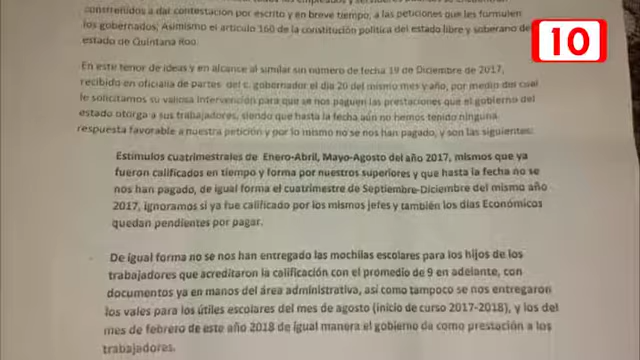 constreñidos a dar contestación por escrito y en breve tiempo, a las peticiones que les formulen
los gobernados; Asimismo el artículo 160 de la constitución política del estado libre y soberano de
estado de Quintana Roo.
10
En este tenor de ideas y en alcance al similar sin número de fecha 19 de Diciembre de 2017,
recibido en oficialía de partes del c. gobernador el día 20 del mismo mes y año, por medio del cual
le solicitamos su valiosa intervención para que se nos paguen las prestaciones que el gobierno del
estado otorga a sus trabajadores, siendo que hasta la fecha aún no hemos tenido ninguna
respuesta favorable a nuestra petición y por lo mismo no se nos han pagado, y son las siguientes:
Estímulos cuatrimestrales de Enero-Abril, Mayo-Agosto del año 2017, mismos que ya
fueron calificados en tiempo y forma por nuestros superiores y que hasta la fecha no se
nos han pagado, de igual forma el cuatrimestre de Septiembre-Diciembre del mismo año
2017, ignoramos si ya fue calificado por los mismos jefes y también los días Económicos
quedan pendientes por pagar.
De igual forma no se nos han entregado las mochilas escolares para los hijos de los
trabajadores que acreditaron la calificación con el promedio de 9 en adelante, con
documentos ya en manos del área administrativa, así como tampoco se nos entregaron
los vales para los útiles escolares del mes de agosto (inicio de curso 2017-2018), y los del
mes de febrero de este año 2018 de igual manera el gobierno da como prestación a los
trabajadores.